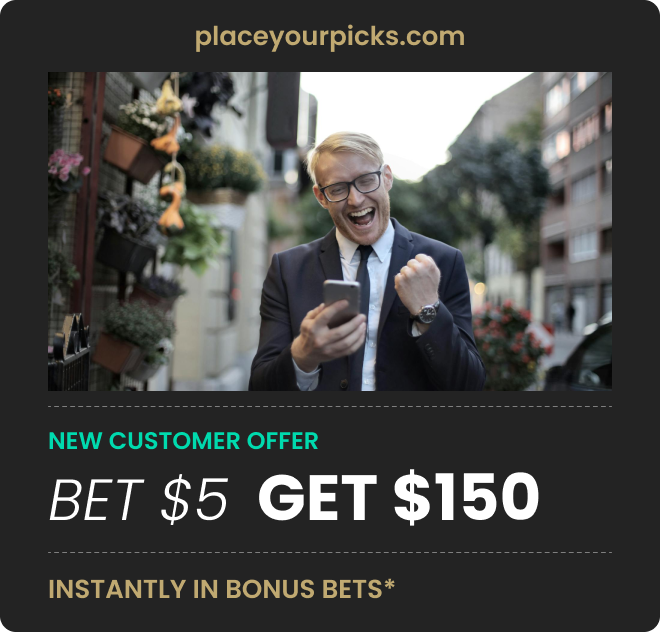 placeyourpicks.com
NEW CUSTOMER OFFER
BET $5 GET $150
INSTANTLY IN BONUS BETS*